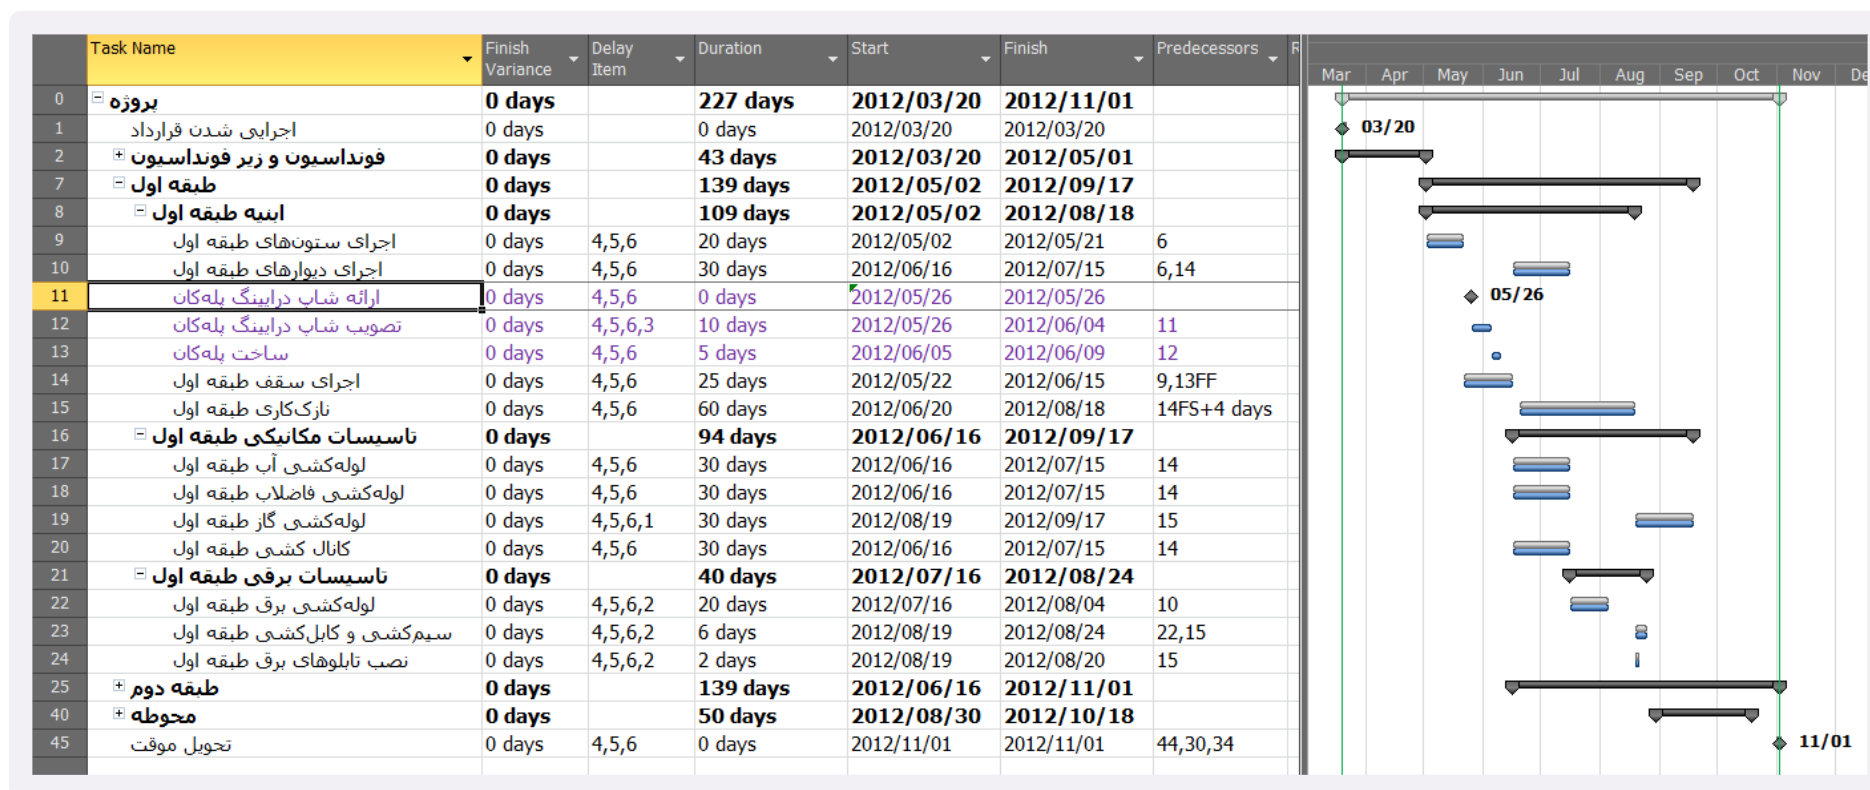 Task Name Finish Variance Delay Item Duration Start Finish Predecessors R
Mar Apr May Jun Jul Aug Sep Oct Nov De
0 پروژه 0 days 227 days 2012/03/20 2012/11/01
1 اجرایی شدن قرارداد 0 days 0 days 2012/03/20 2012/03/20 03/20
2 فونداسیون و زیر فونداسیون 0 days 43 days 2012/03/20 2012/05/01
7 طبقه اول 0 days 139 days 2012/05/02 2012/09/17
8 ابنیه طبقه اول 0 days 109 days 2012/05/02 2012/08/18
9 اجرای ستون‌های طبقه اول 0 days 4,5,6 20 days 2012/05/02 2012/05/21 6
10 اجرای دیوارهای طبقه اول 0 days 4,5,6 30 days 2012/06/16 2012/07/15 6,14
11 ارائه شاپ درایینگ پله‌کان 0 days 4,5,6 0 days 2012/05/26 2012/05/26 05/26
12 تصویب شاپ درایینگ پله‌کان 0 days 4,5,6,3 10 days 2012/05/26 2012/06/04 11
13 ساخت پله‌کان 0 days 4,5,6 5 days 2012/06/05 2012/06/09 12
14 اجرای سقف طبقه اول 0 days 4,5,6 25 days 2012/05/22 2012/06/15 9,13FF
15 نازک‌کاری طبقه اول 0 days 4,5,6 60 days 2012/06/20 2012/08/18 14FS+4 days
16 تاسیسات مکانیکی طبقه اول 0 days 94 days 2012/06/16 2012/09/17
17 لوله‌کشی آب طبقه اول 0 days 4,5,6 30 days 2012/06/16 2012/07/15 14
18 لوله‌کشی فاضلاب طبقه اول 0 days 4,5,6 30 days 2012/06/16 2012/07/15 14
19 لوله‌کشی گاز طبقه اول 0 days 4,5,6,1 30 days 2012/08/19 2012/09/17 15
20 کانال کشی طبقه اول 0 days 4,5,6 30 days 2012/06/16 2012/07/15 14
21 تاسیسات برقی طبقه اول 0 days 40 days 2012/07/16 2012/08/24
22 لوله‌کشی برق طبقه اول 0 days 4,5,6,2 20 days 2012/07/16 2012/08/04 10
23 سیم‌کشی و کابل‌کشی طبقه اول 0 days 4,5,6,2 6 days 2012/08/19 2012/08/24 22,15
24 نصب تابلوهای برق طبقه اول 0 days 4,5,6,2 2 days 2012/08/19 2012/08/20 15
25 طبقه دوم 0 days 139 days 2012/06/16 2012/11/01
40 محوطه 0 days 50 days 2012/08/30 2012/10/18
45 تحویل موقت 0 days 4,5,6 0 days 2012/11/01 2012/11/01 44,30,34 11/01